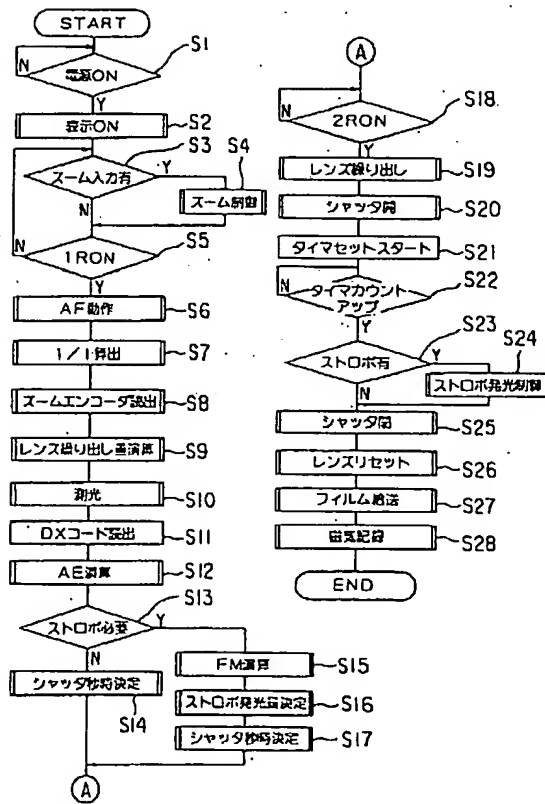 START
S1
N
電源ON
Y
表示ON
S2
S3
ズーム入力有
Y
S4
ズーム制御
N
1RON
S5
Y
AF動作
S6
1/l算出
S7
ズームエンコーダ読出
S8
レンズ繰り出し量演算
S9
測光
S10
DXコード読出
S11
AE演算
S12
S13
ストロボ必要
Y
N
シャッタ秒時決定
S14
FM演算
S15
ストロボ発光量決定
S16
シャッタ秒時決定
S17
A
A
N
2RON
S18
Y
レンズ繰り出し
S19
シャッタ開
S20
タイマセットスタート
S21
S22
N
タイマカウント
アップ
Y
S23
ストロボ有
Y
S24
ストロボ発光制御
N
シャッタ閉
S25
レンズリセット
S26
フィルム給送
S27
磁気記録
S28
END